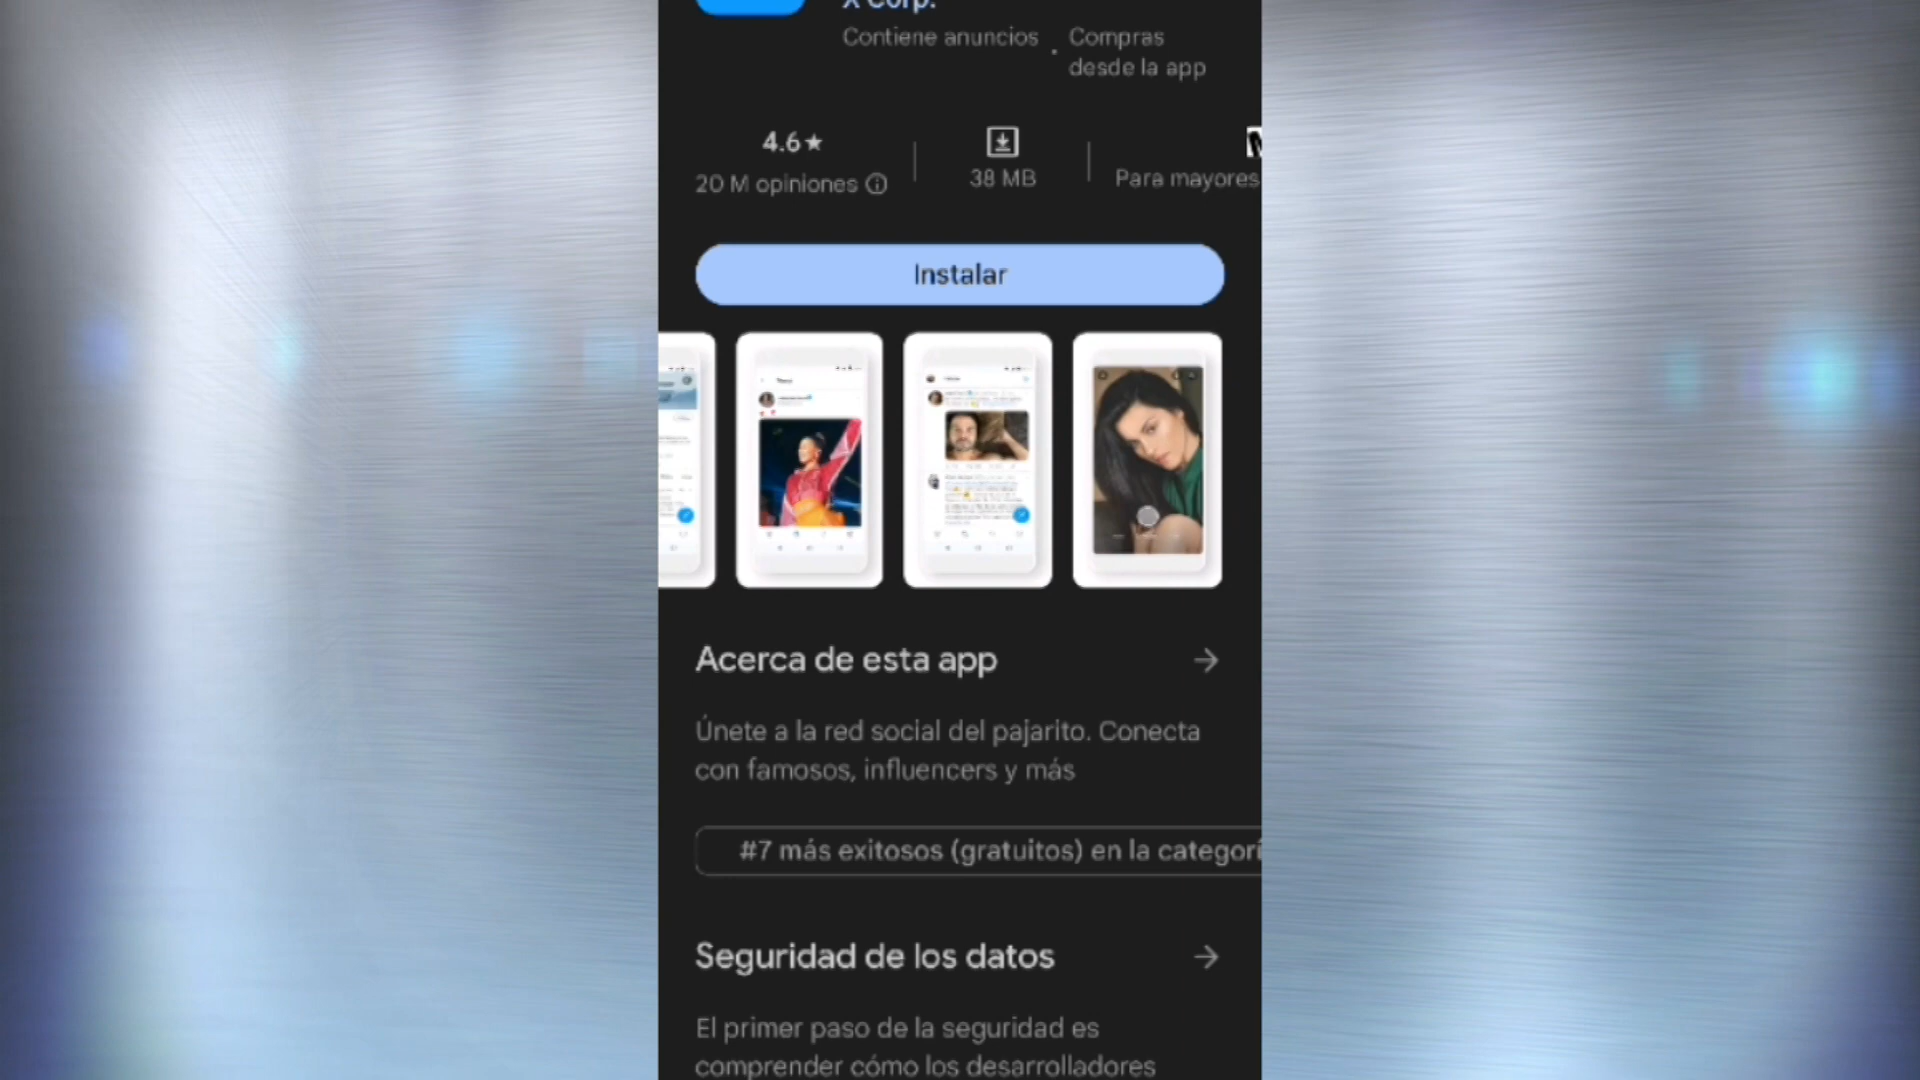 X Corp.
Contiene anuncios · Compras
desde la app
4.6★
20 M opiniones
38 MB
Para mayores
Instalar
Acerca de esta app
Únete a la red social del pajarito. Conecta
con famosos, influencers y más
#7 más exitosos (gratuitos) en la categorí
Seguridad de los datos
El primer paso de la seguridad es
comprender cómo los desarrolladores